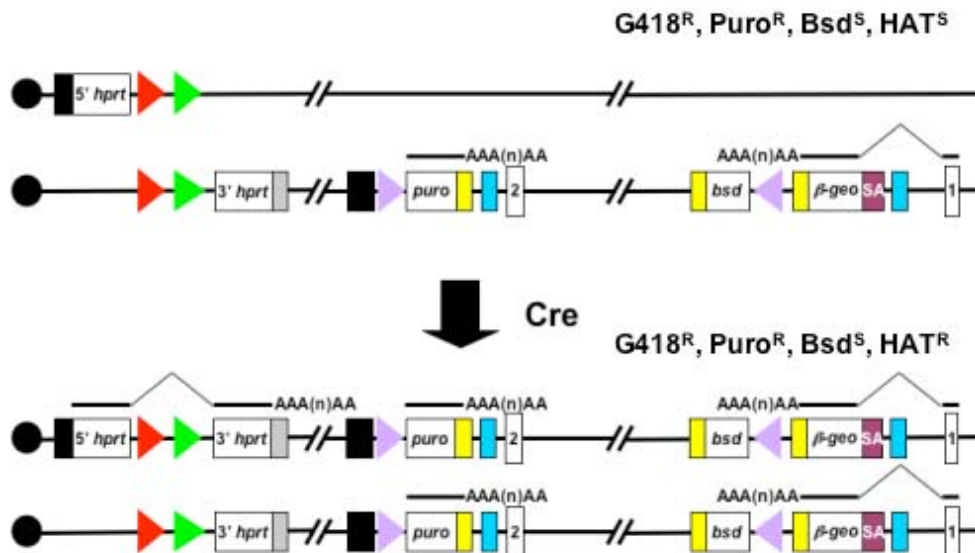 G418ᴿ, Puroᴿ, Bsdˢ, HATˢ
5' hprt
AAA(n)AA AAA(n)AA
3' hprt puro 2 bsd β-geo SA 1
Cre
G418ᴿ, Puroᴿ, Bsdˢ, HATᴿ
AAA(n)AA AAA(n)AA AAA(n)AA
5' hprt 3' hprt puro 2 bsd β-geo SA 1
AAA(n)AA AAA(n)AA
3' hprt puro 2 bsd β-geo SA 1